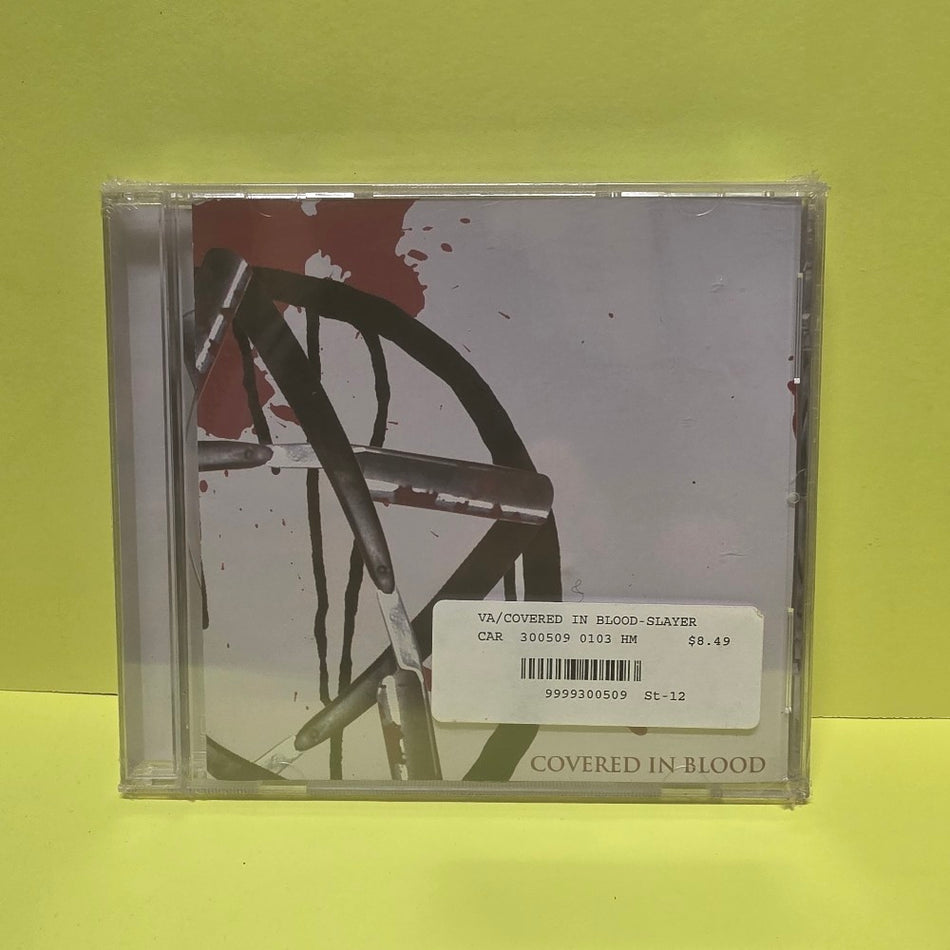 VA/COVERED IN BLOOD-SLAYER
CAR 300509 0103 HM $8.49
9999300509 St-12
COVERED IN BLOOD